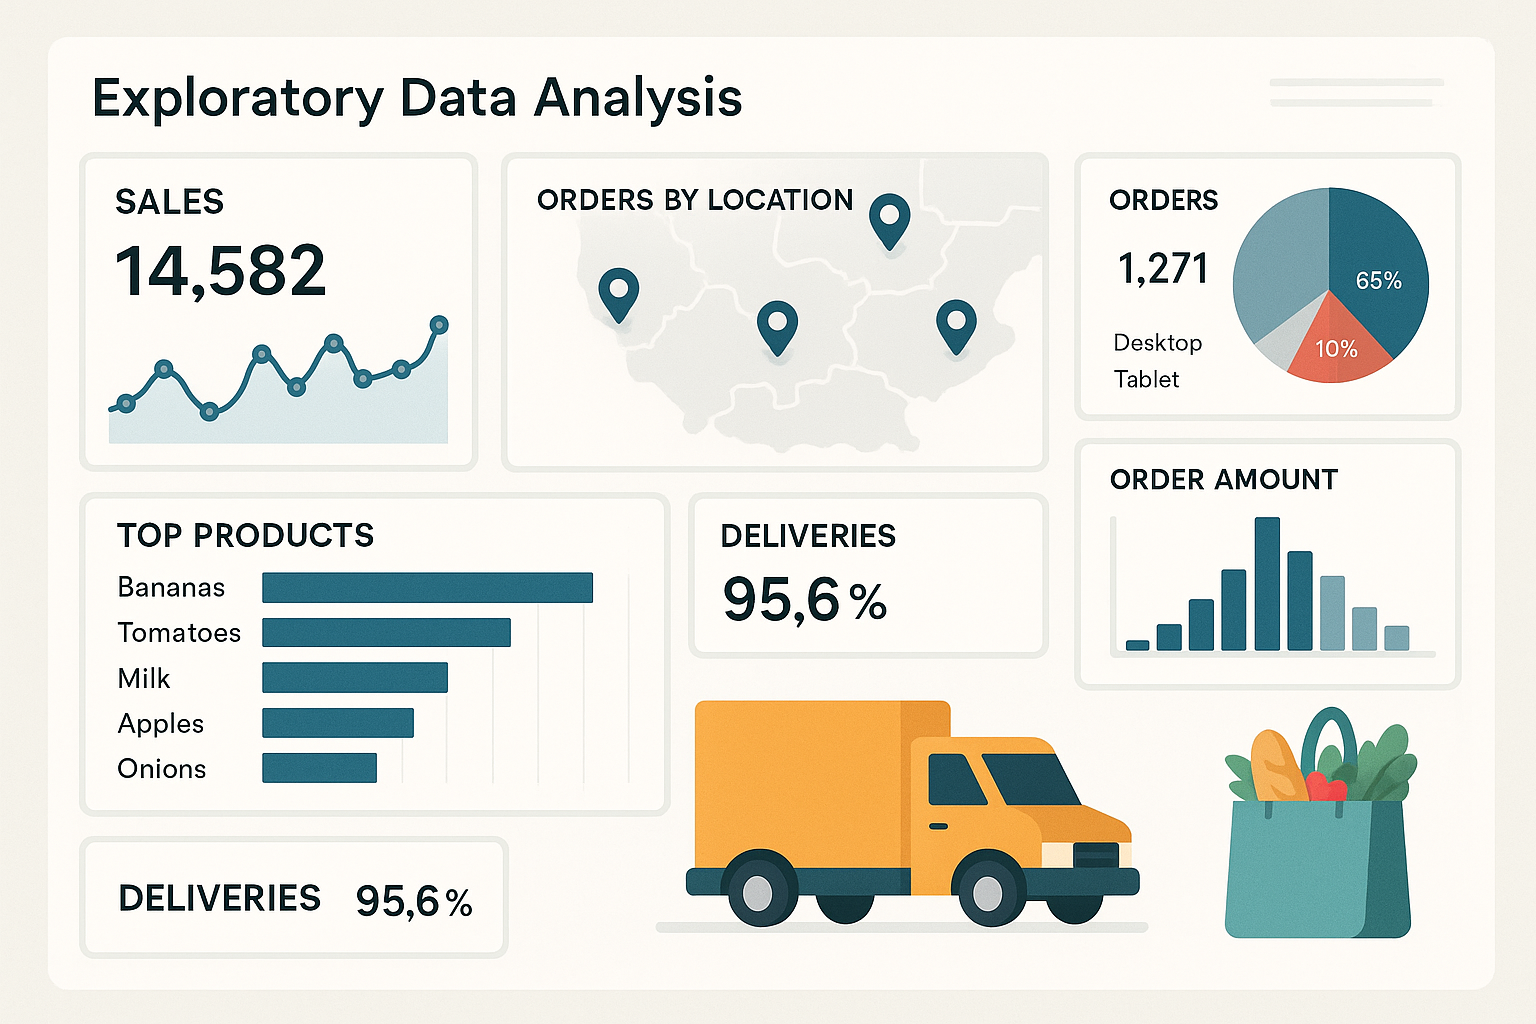 Exploratory Data Analysis
SALES
14,582
ORDERS BY LOCATION
ORDERS
1,271
65%
10%
Desktop
Tablet
TOP PRODUCTS
Bananas
Tomatoes
Milk
Apples
Onions
DELIVERIES
95,6 %
ORDER AMOUNT
DELIVERIES 95,6 %